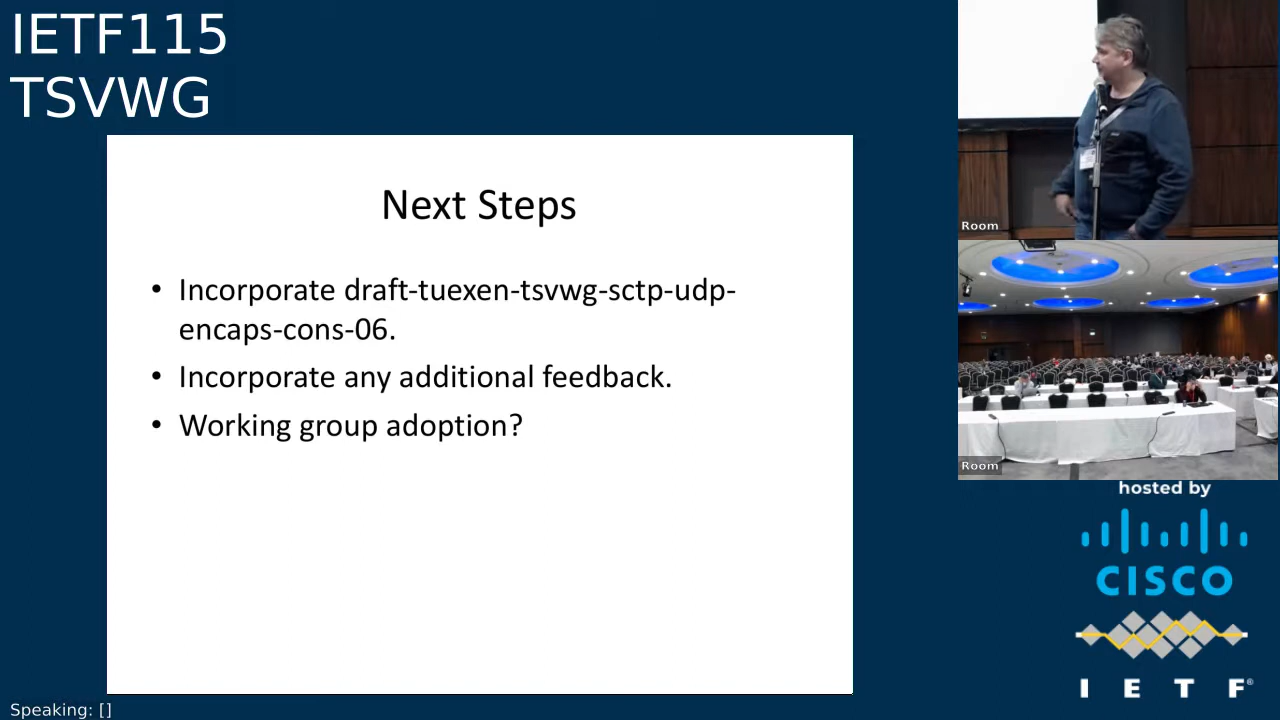 IETF115
TSVWG
Next Steps
• Incorporate draft-tuexen-tsvwg-sctp-udp-
encaps-cons-06.
• Incorporate any additional feedback.
• Working group adoption?
Room
Room
hosted by
CISCO
I E T F®
Speaking: []